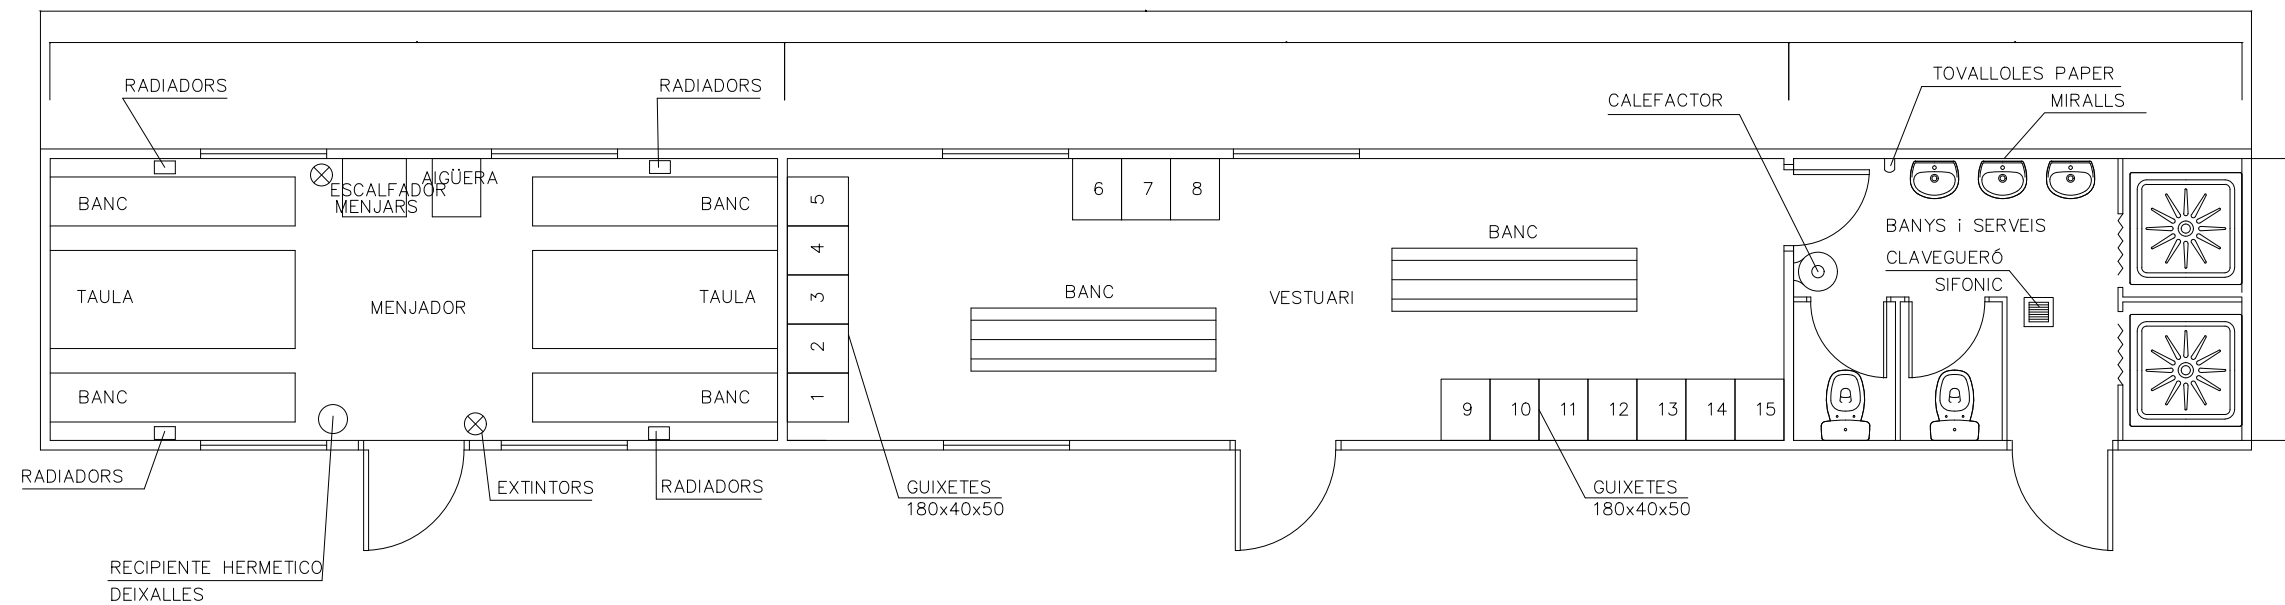 TOVALLOLES PAPER
RADIADORS
RADIADORS
CALEFACTOR
MIRALLS
AIGÜERA
ESCALFADOR
MENJARS
BANC
BANC
5
6
7
8
BANYS i SERVEIS
BANC
4
CLAVEGUERÓ
SIFONIC
TAULA
MENJADOR
TAULA
3
BANC
VESTUARI
2
BANC
BANC
1
9
10
11
12
13
14
15
RADIADORS
EXTINTORS
RADIADORS
GUIXETES
180x40x50
GUIXETES
180x40x50
RECIPIENTE HERMETICO
DEIXALLES